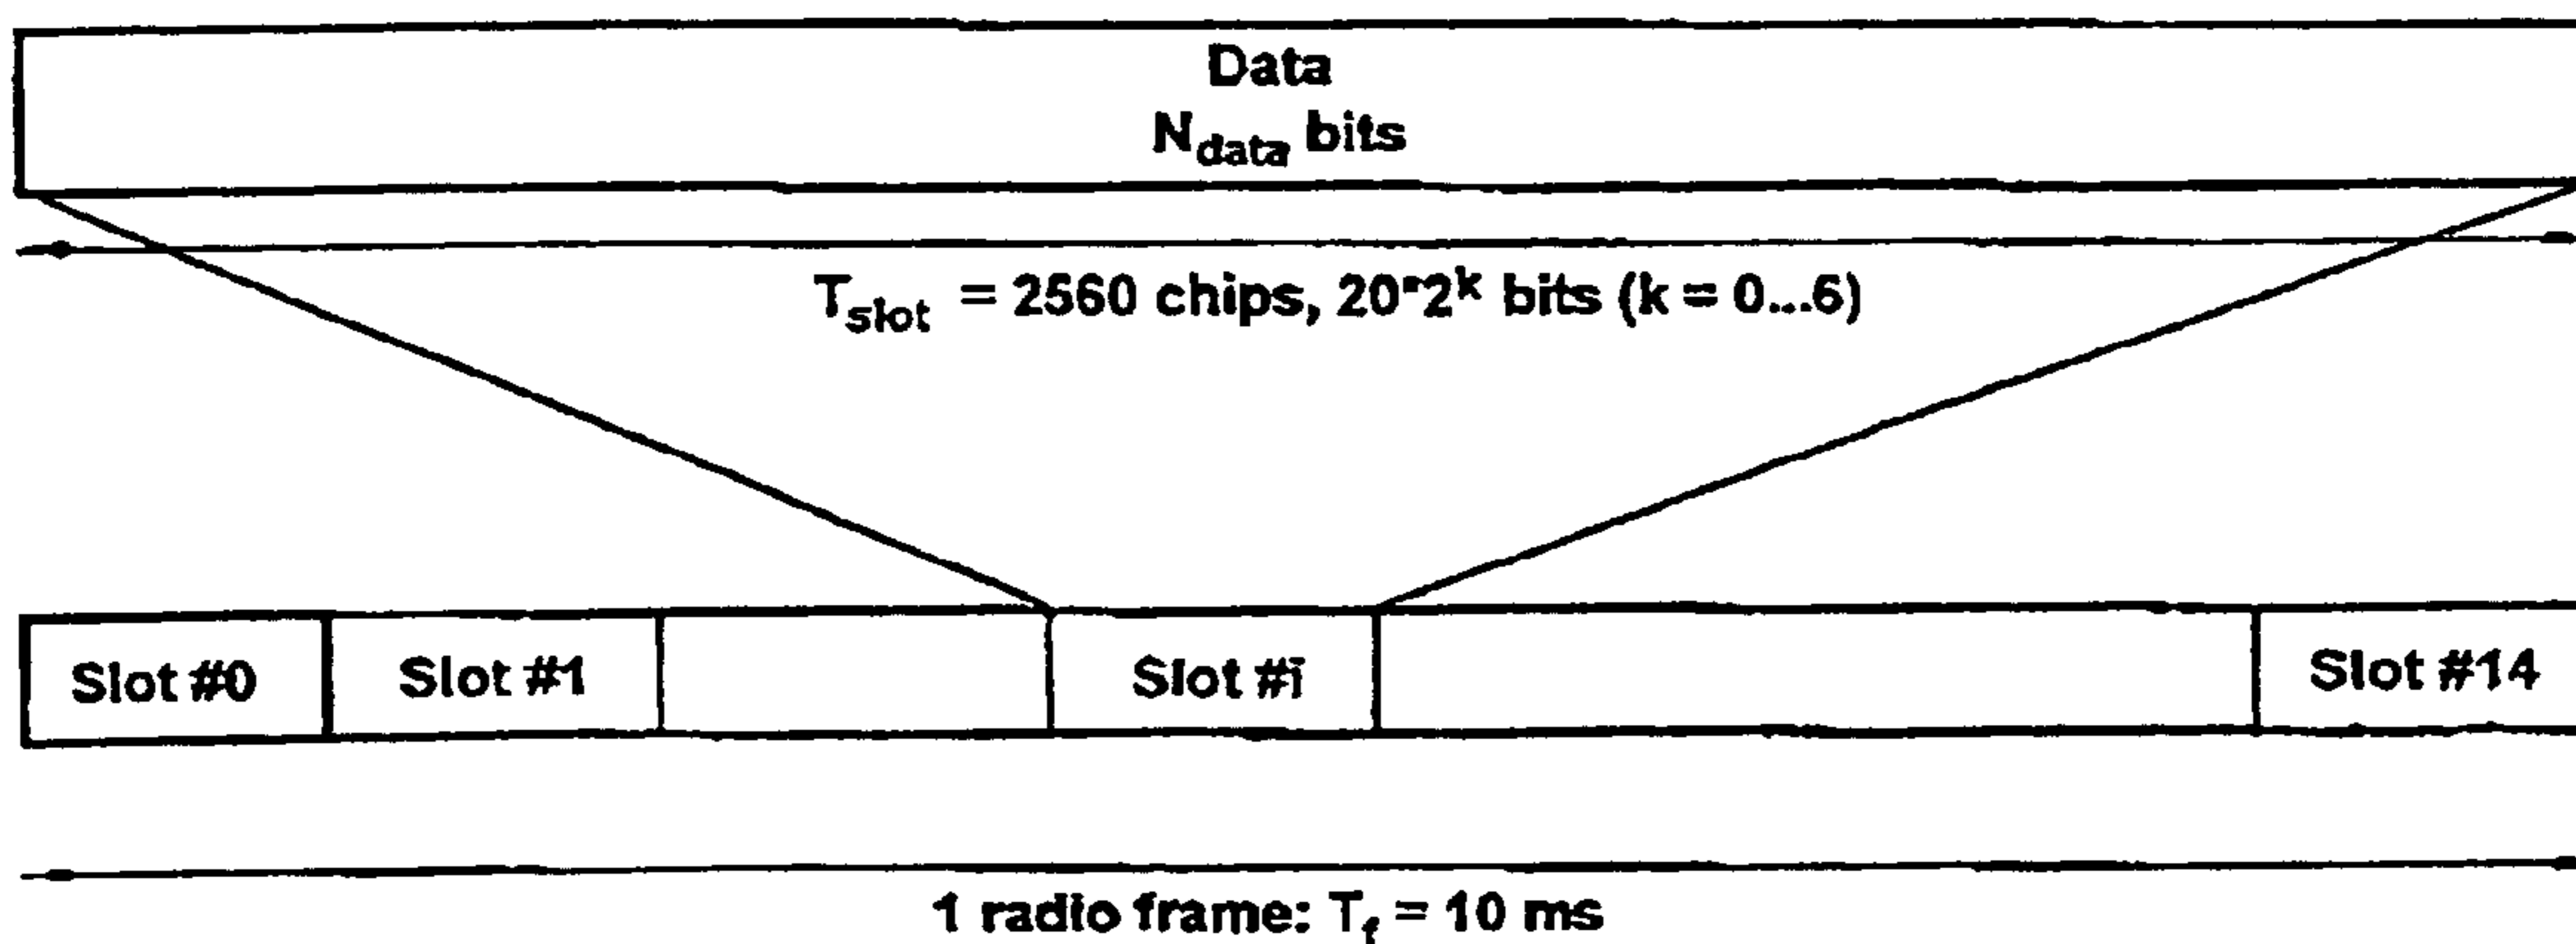 Data
N_data bits
T_slot = 2560 chips, 20*2^k bits (k = 0...6)
Slot #0 Slot #1 Slot #i Slot #14
1 radio frame: T_f = 10 ms